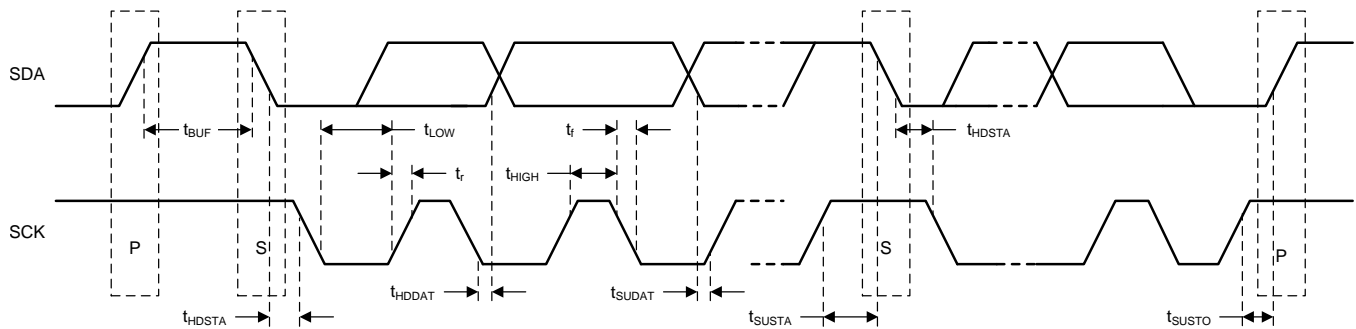 SDA
tBUF
tLOW
tf
tHDSTA
tr
tHIGH
SCK
P
S
S
P
tHDDAT
tSUDAT
tHDSTA
tSUSTA
tSUSTO